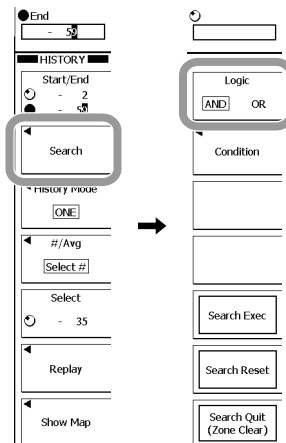 End
- 59
HISTORY
Start/End
- 2
- 59
Search
History Mode
ONE
#/Avg
Select #
Select
- 35
Replay
Show Map
Logic
AND OR
Condition
Search Exec
Search Reset
Search Quit
(Zone Clear)